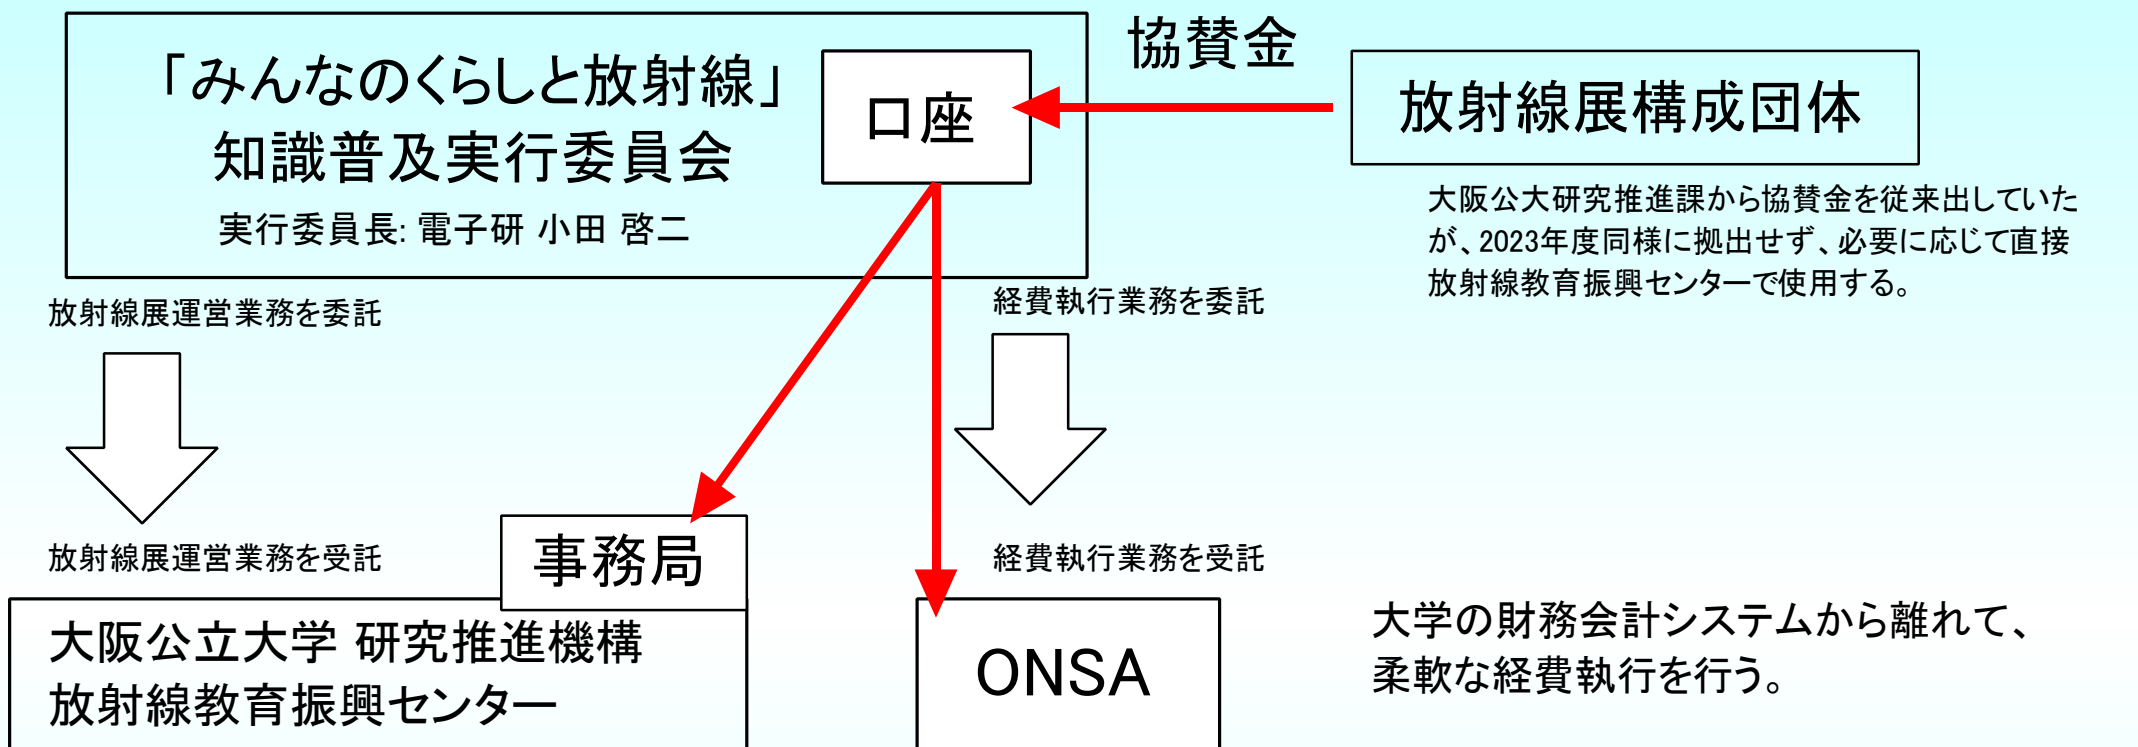 「みんなのくらしと放射線」
知識普及実行委員会
実行委員長: 電子研 小田 啓二
口座
協賛金
放射線展構成団体
大阪公大研究推進課から協賛金を従来出していた
が、2023年度同様に拠出せず、必要に応じて直接
放射線教育振興センターで使用する。
放射線展運営業務を委託
経費執行業務を委託
放射線展運営業務を受託
事務局
経費執行業務を受託
大阪公立大学 研究推進機構
放射線教育振興センター
ONSA
大学の財務会計システムから離れて、
柔軟な経費執行を行う。